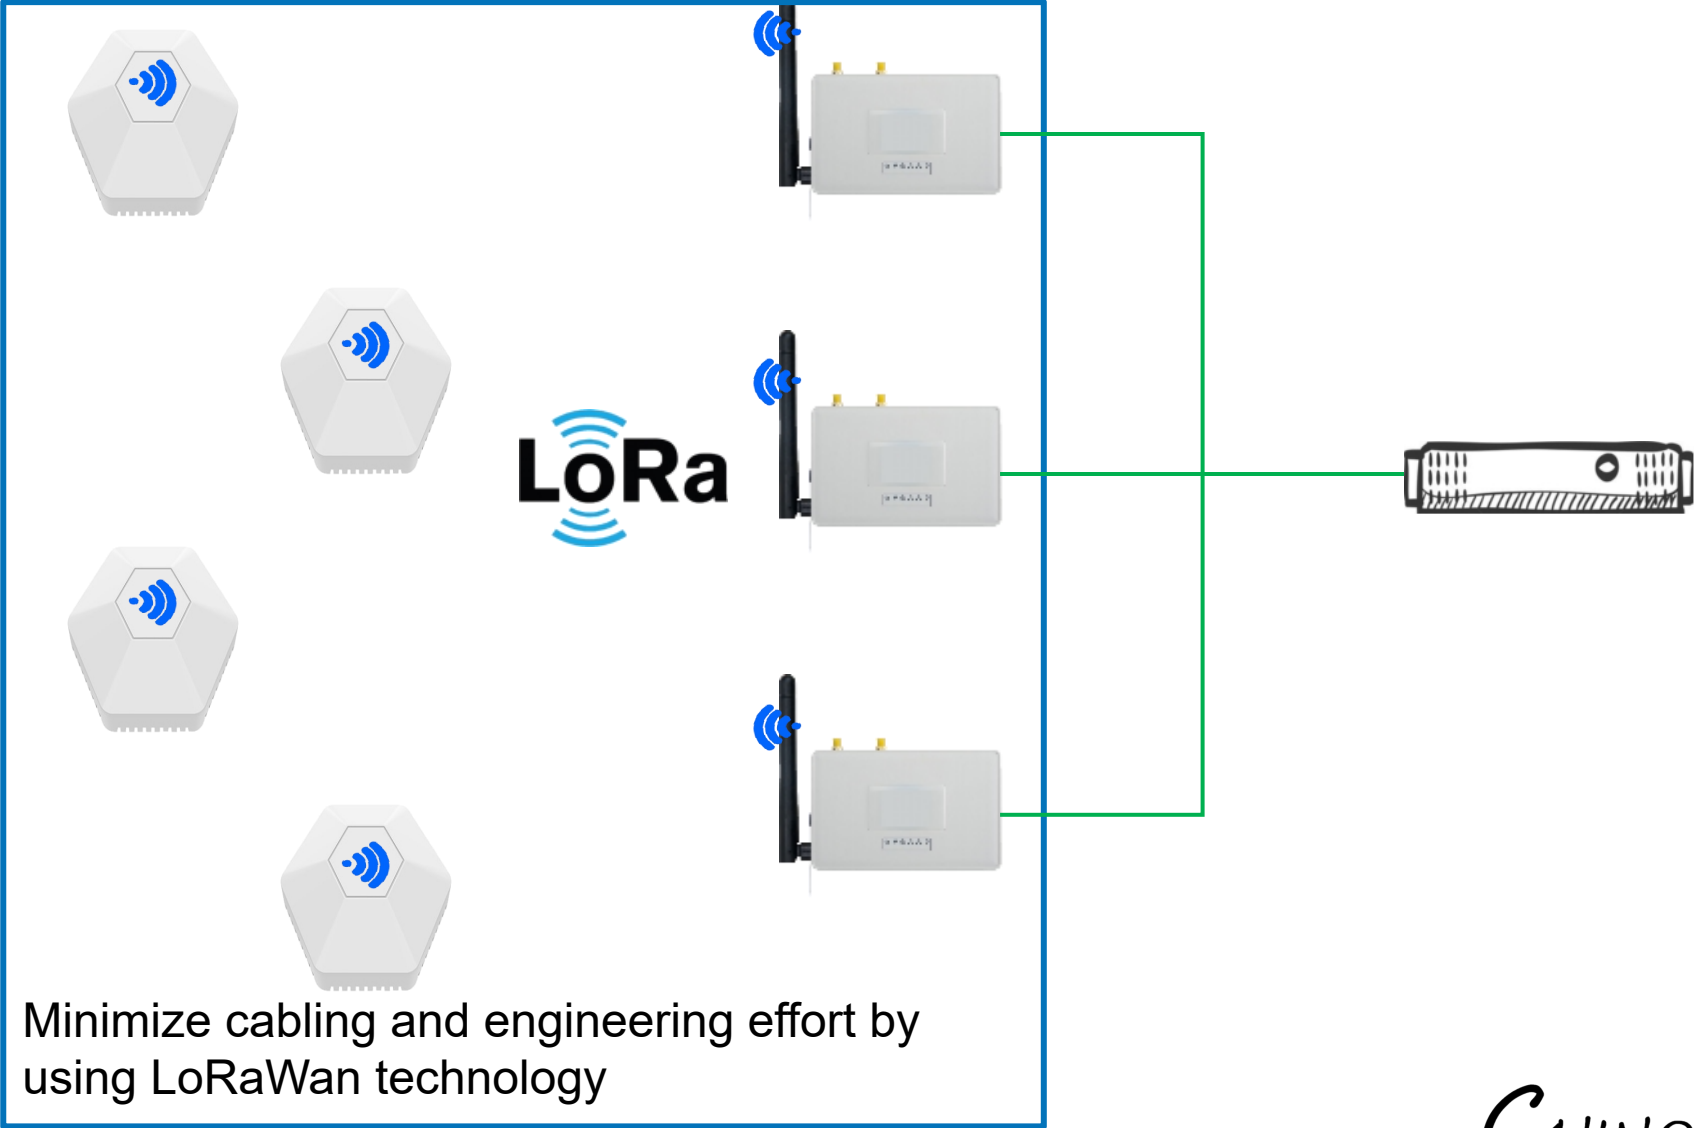 LoRa
Minimize cabling and engineering effort by
using LoRaWan technology